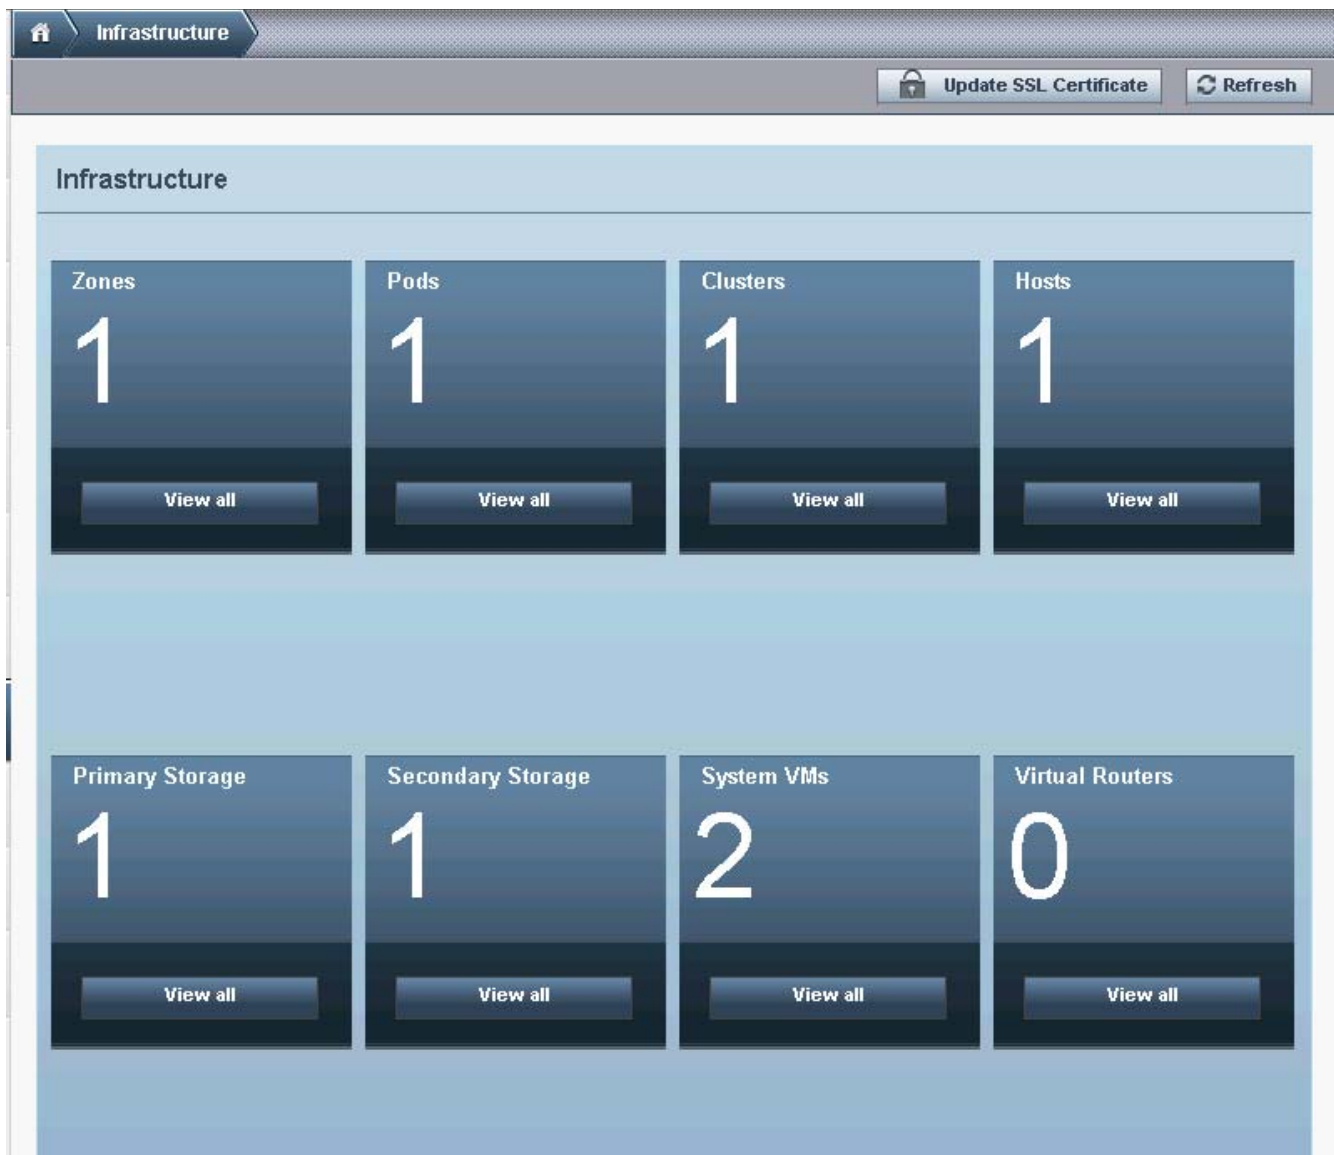 Infrastructure
Update SSL Certificate Refresh
Infrastructure
Zones Pods Clusters Hosts
1 1 1 1
View all View all View all View all
Primary Storage Secondary Storage System VMs Virtual Routers
1 1 2 0
View all View all View all View all